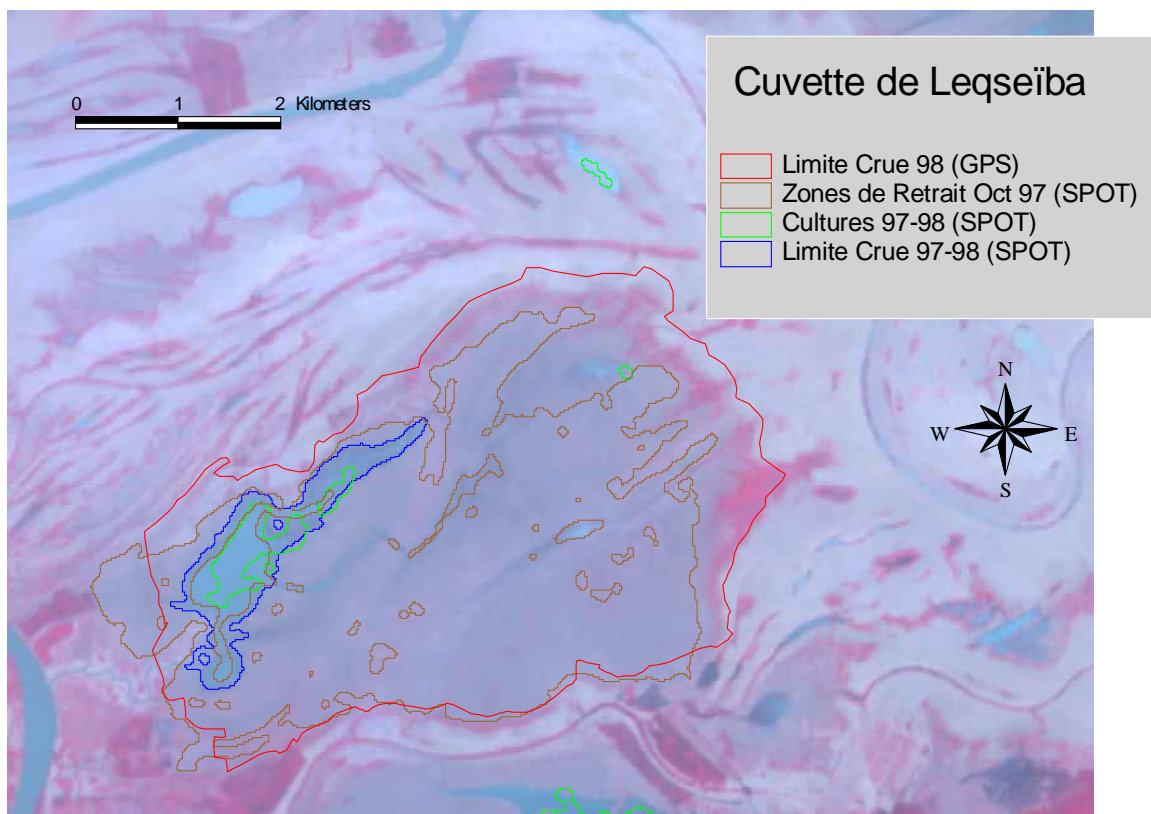 Cuvette de Leqseïba
0 1 2 Kilometers
Limite Crue 98 (GPS)
Zones de Retrait Oct 97 (SPOT)
Cultures 97-98 (SPOT)
Limite Crue 97-98 (SPOT)
N
W E
S